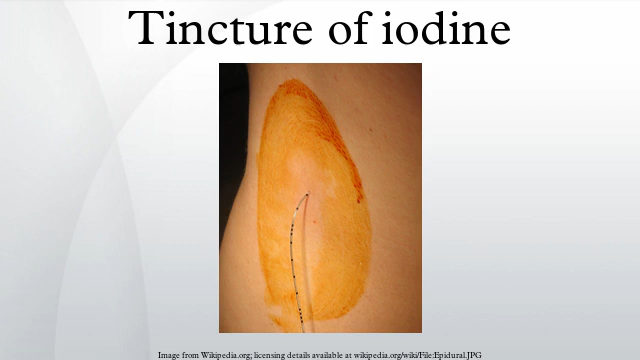 Tincture of iodine
Image from Wikipedia.org; licensing details available at wikipedia.org/wiki/File:Epidural.JPG